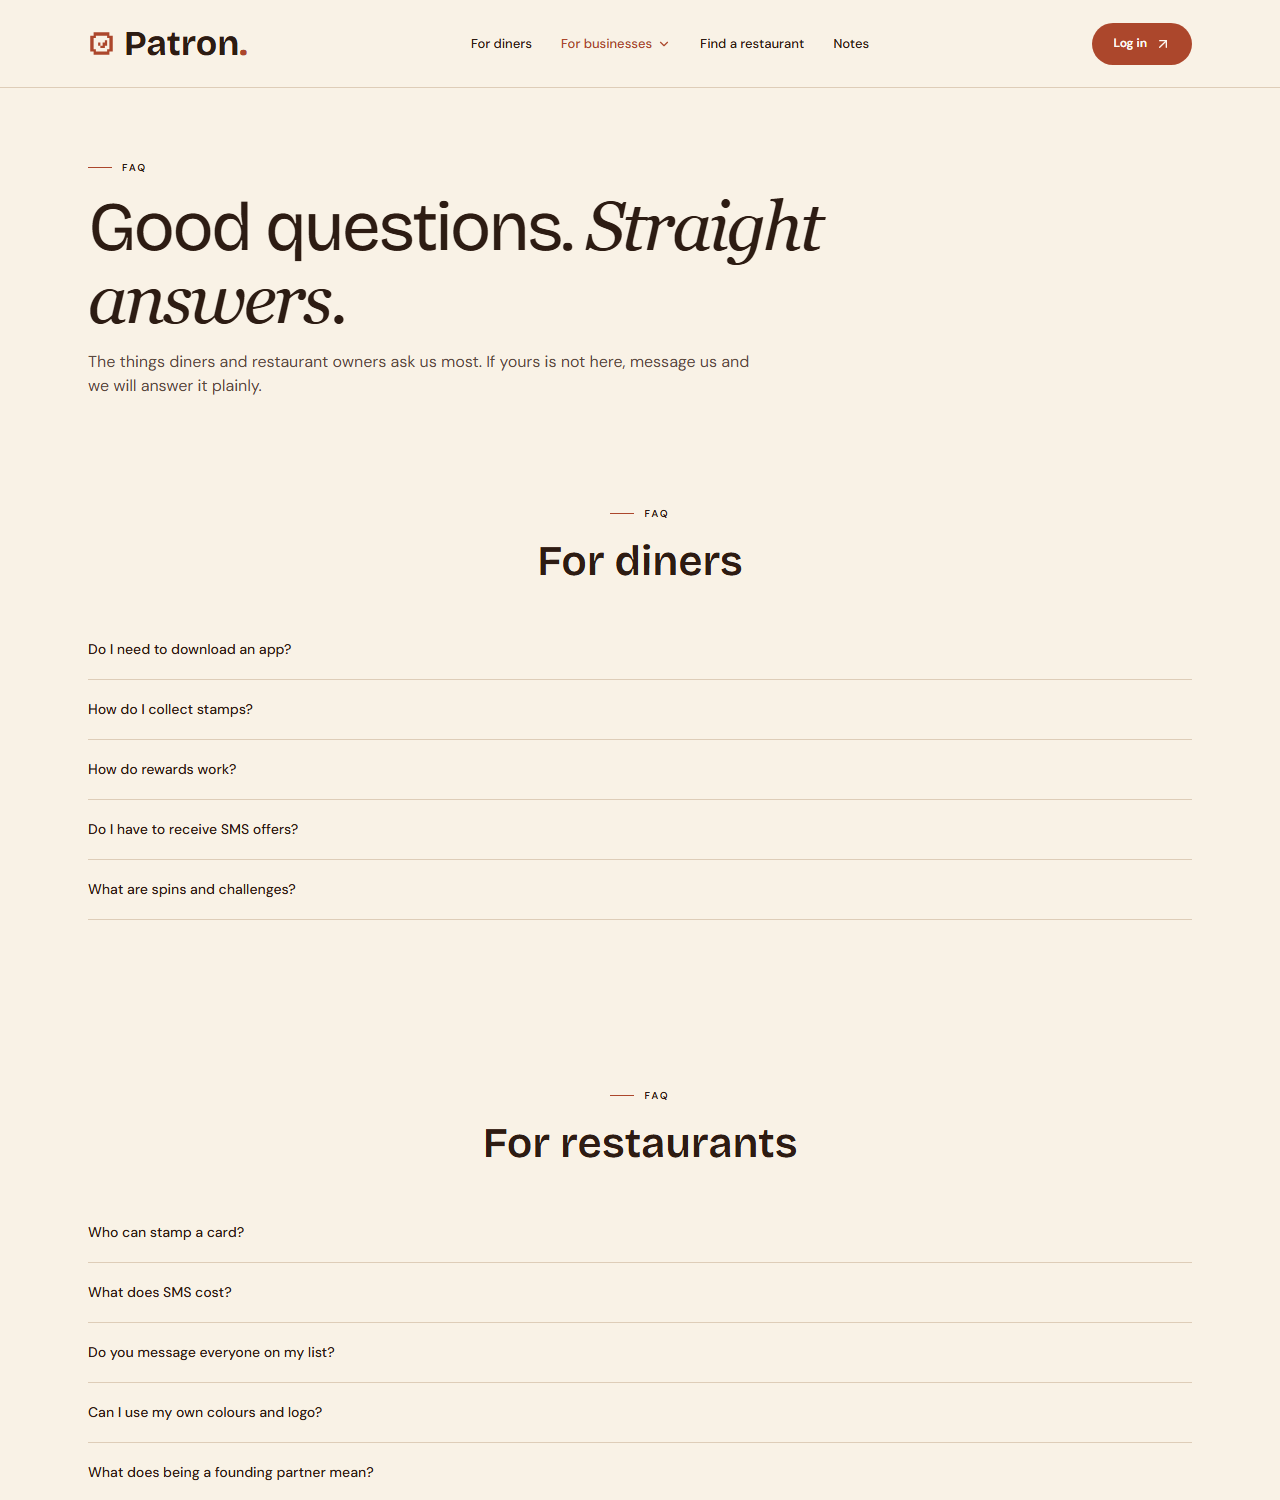 Patron.
For diners
For businesses
Find a restaurant
Notes
Log in
FAQ
Good questions. Straight
answers.
The things diners and restaurant owners ask us most. If yours is not here, message us and
we will answer it plainly.
FAQ
For diners
Do I need to download an app?
How do I collect stamps?
How do rewards work?
Do I have to receive SMS offers?
What are spins and challenges?
FAQ
For restaurants
Who can stamp a card?
What does SMS cost?
Do you message everyone on my list?
Can I use my own colours and logo?
What does being a founding partner mean?